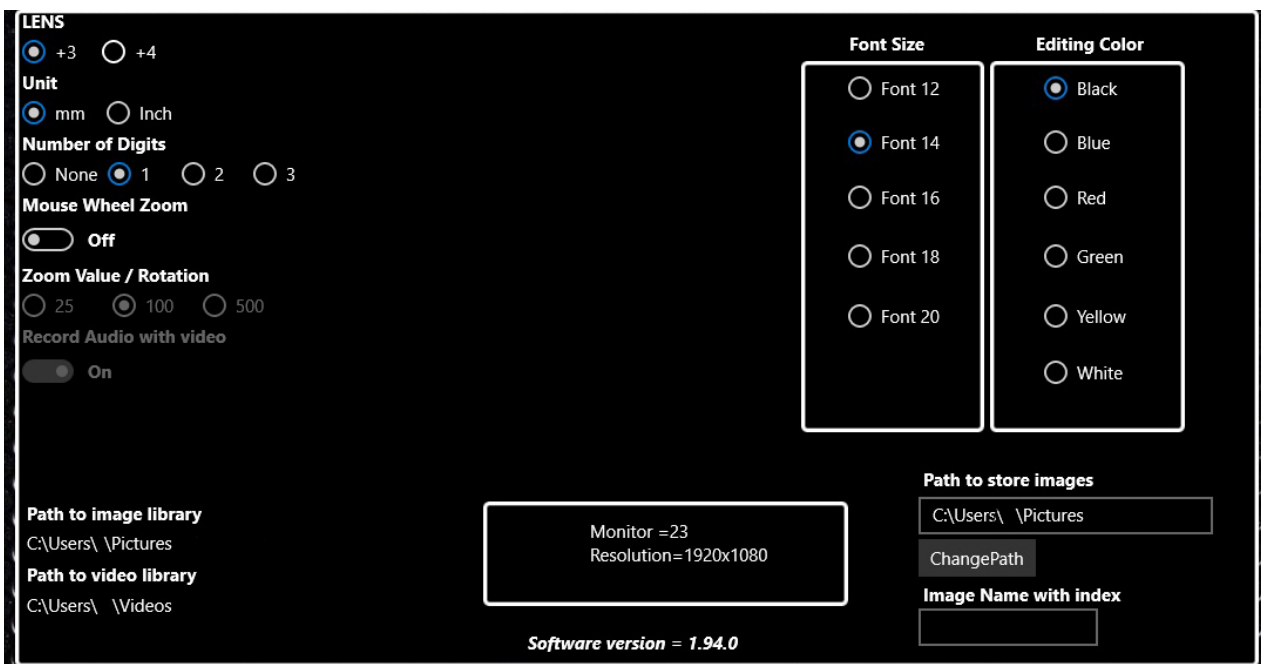 LENS
+3 +4
Unit
mm Inch
Number of Digits
None 1 2 3
Mouse Wheel Zoom
Off
Zoom Value / Rotation
25 100 500
Record Audio with video
On
Font Size
Font 12
Font 14
Font 16
Font 18
Font 20
Editing Color
Black
Blue
Red
Green
Yellow
White
Path to image library
C:\Users\ \Pictures
Path to video library
C:\Users\ \Videos
Monitor =23
Resolution=1920x1080
Software version = 1.94.0
Path to store images
C:\Users\ \Pictures
ChangePath
Image Name with index